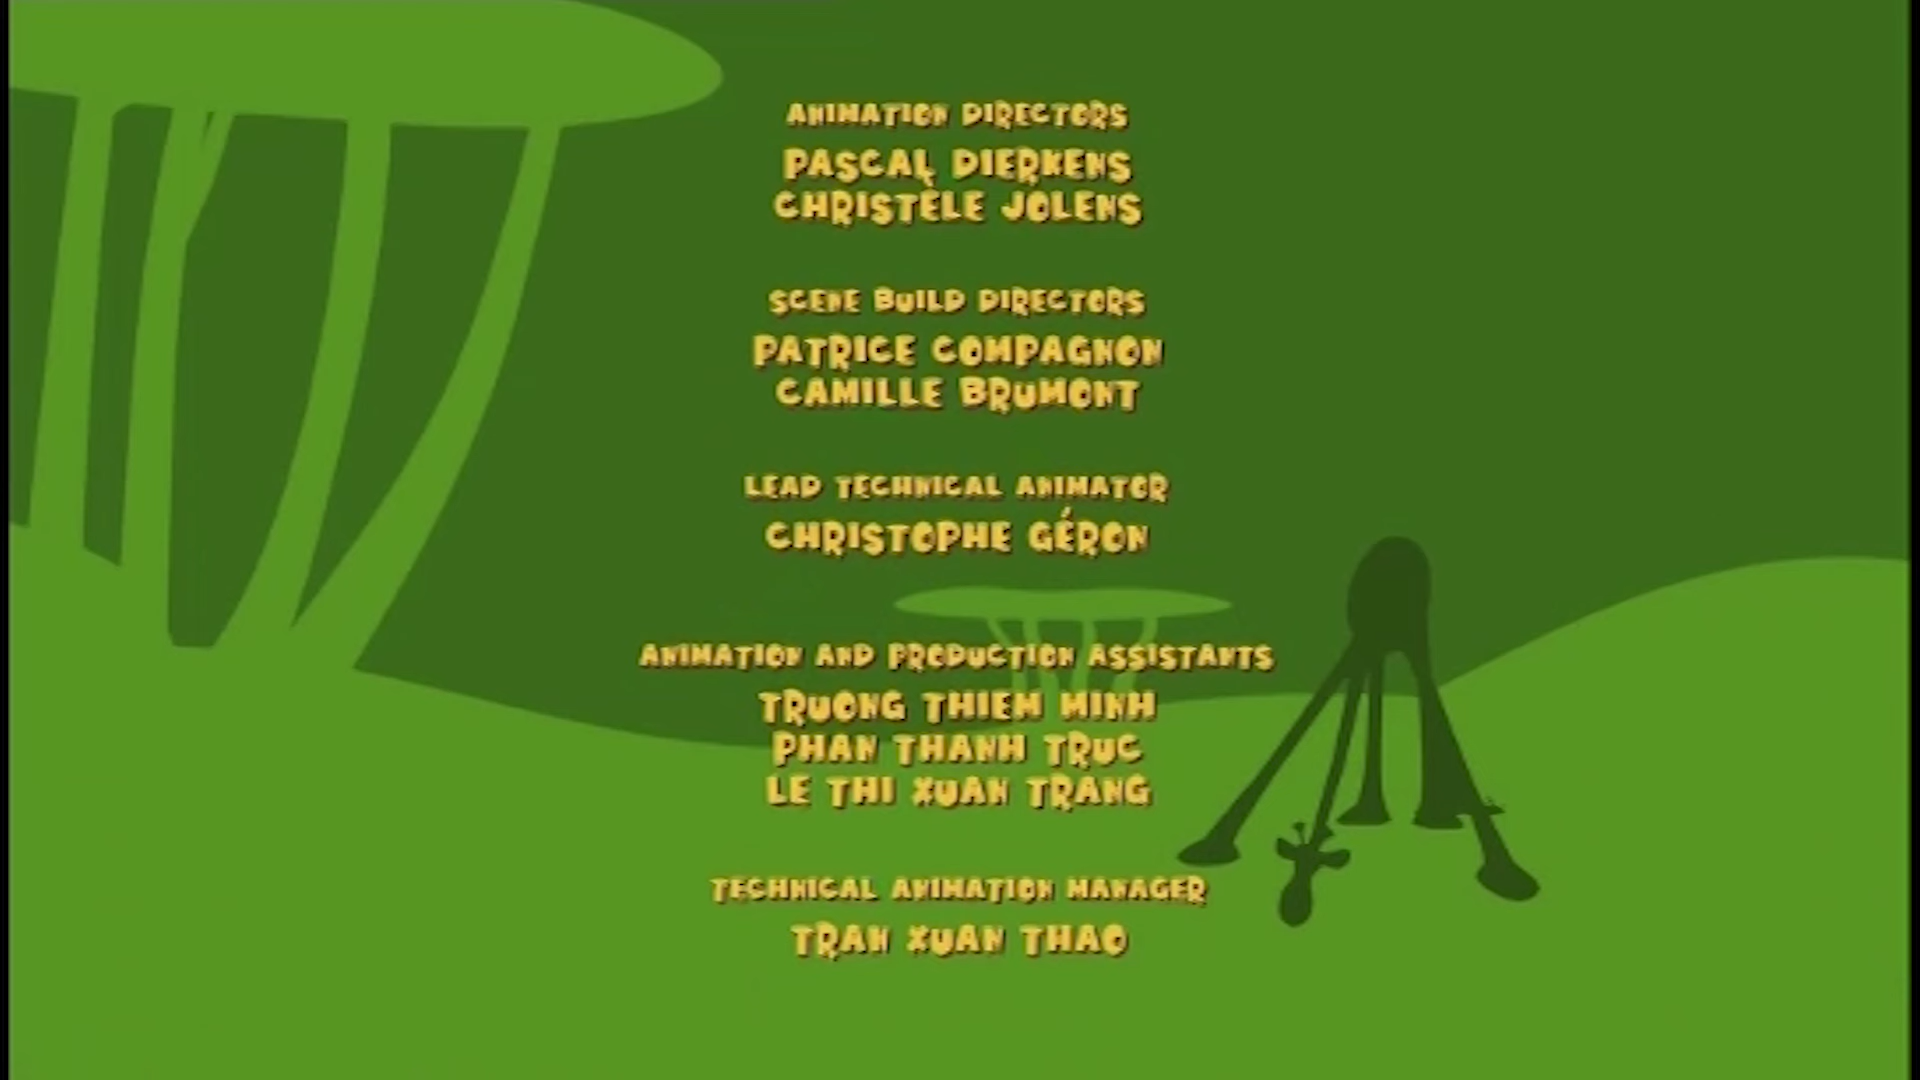 ANIMATION DIRECTORS
PASCAL DIERKENS
CHRISTÈLE JOLENS
SCENE BUILD DIRECTORS
PATRICE COMPAGNON
CAMILLE BRUMONT
LEAD TECHNICAL ANIMATOR
CHRISTOPHE GÉRON
ANIMATION AND PRODUCTION ASSISTANTS
TRUONG THIEM MINH
PHAN THANH TRUC
LE THI XUAN TRANG
TECHNICAL ANIMATION MANAGER
TRAN XUAN THAO